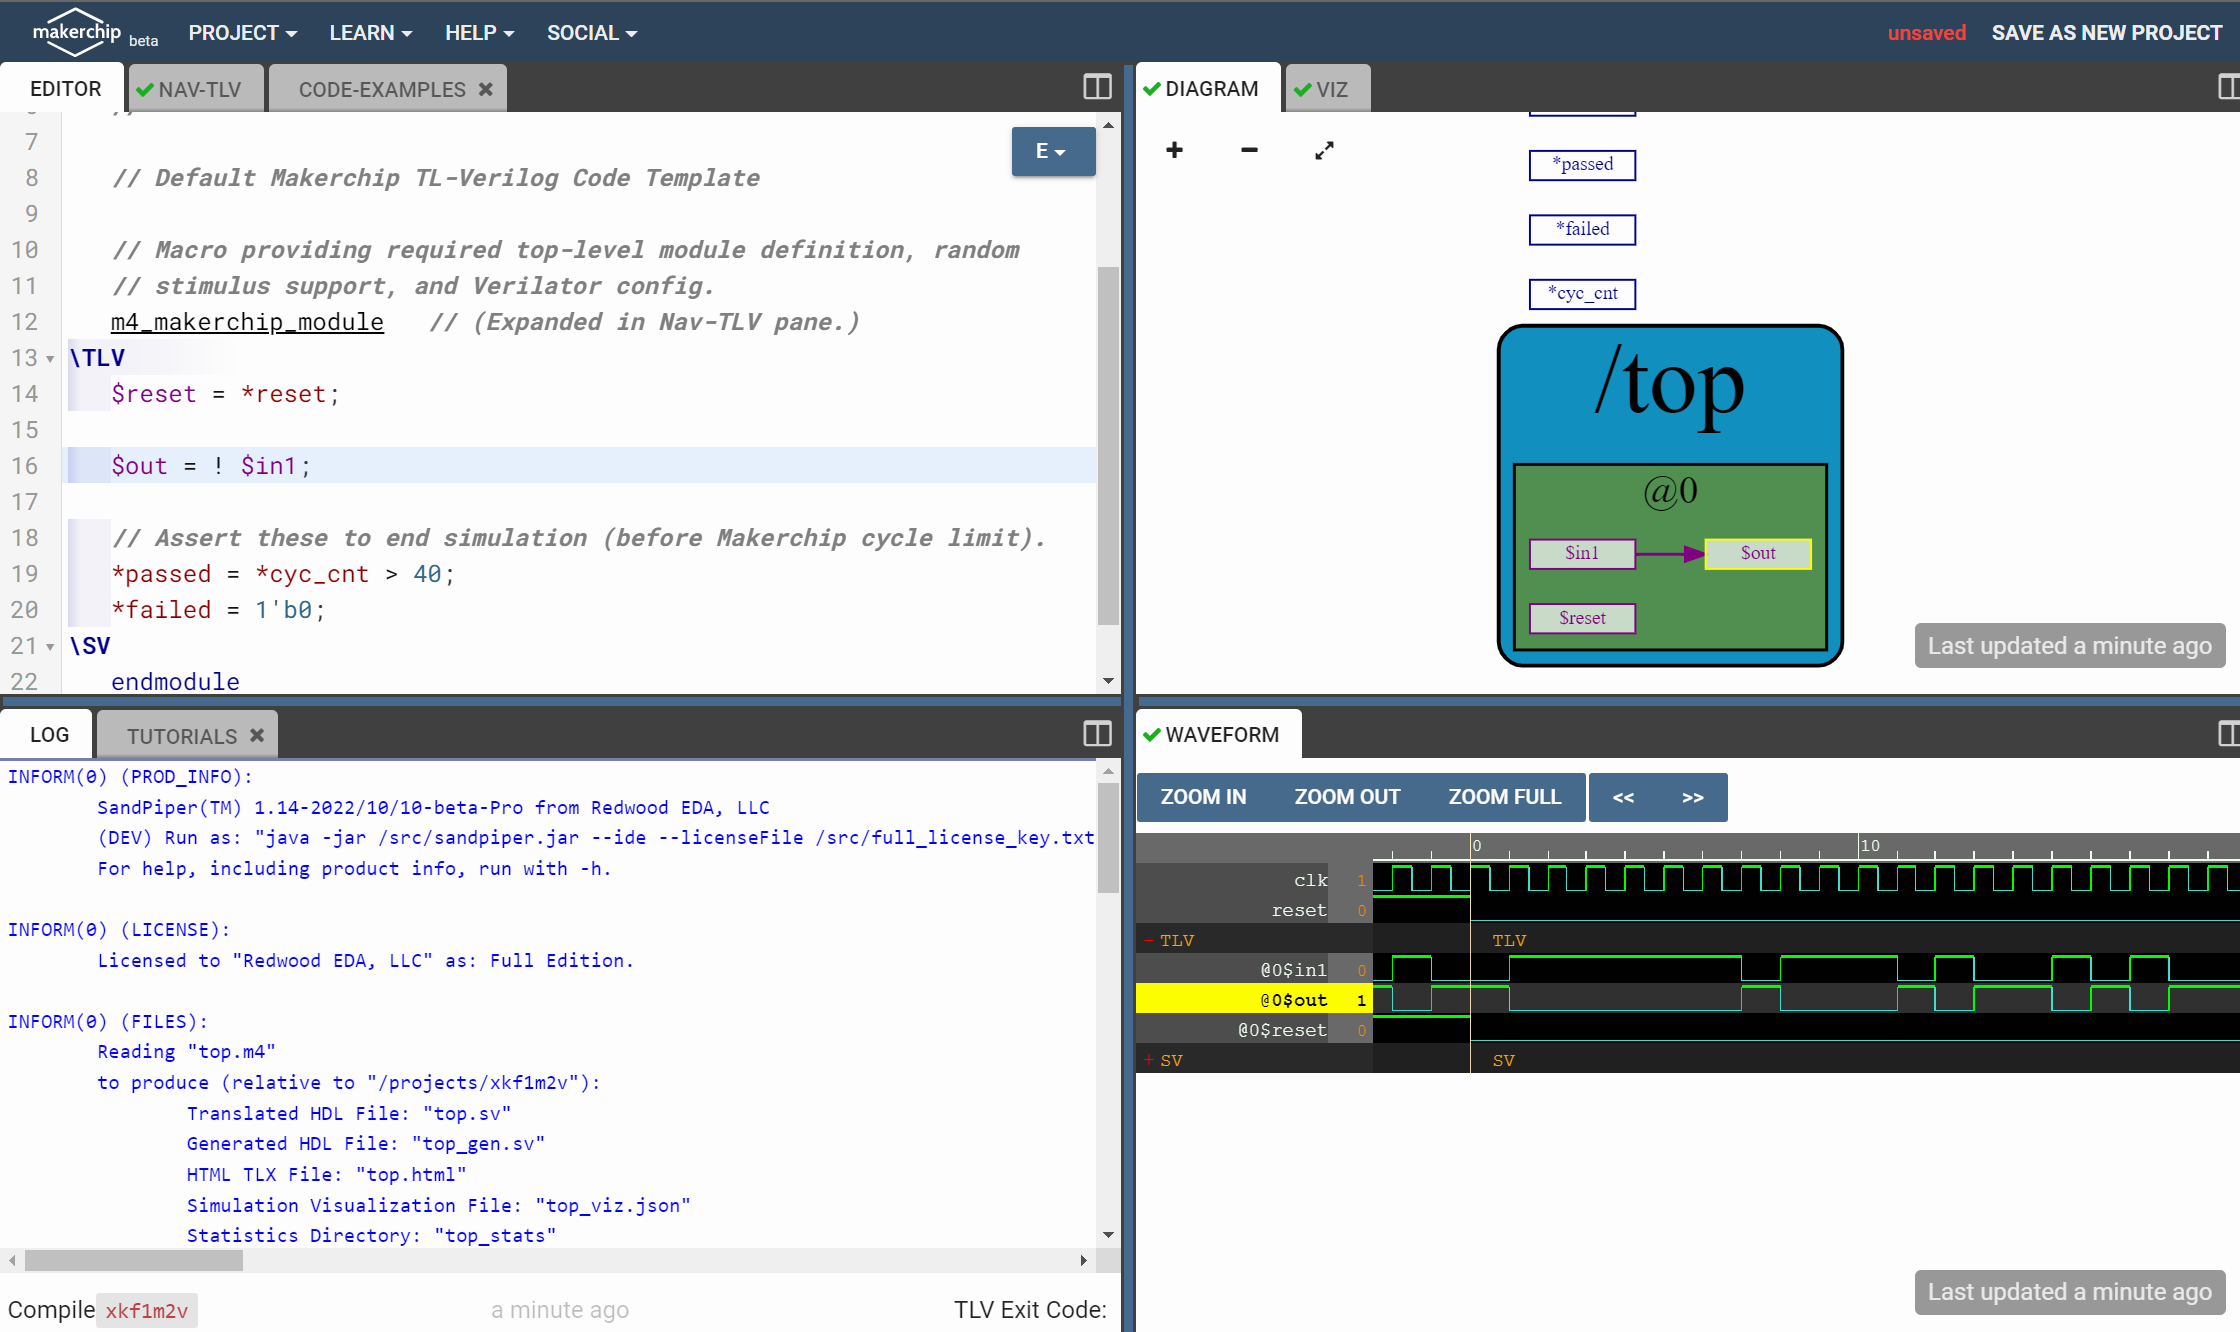 makerchip beta PROJECT LEARN HELP SOCIAL unsaved SAVE AS NEW PROJECT
EDITOR NAV-TLV CODE-EXAMPLES
7
8 // Default Makerchip TL-Verilog Code Template
9
10 // Macro providing required top-level module definition, random
11 // stimulus support, and Verilator config.
12 m4_makerchip_module // (Expanded in Nav-TLV pane.)
13 \TLV
14 $reset = *reset;
15
16 $out = ! $in1;
17
18 // Assert these to end simulation (before Makerchip cycle limit).
19 *passed = *cyc_cnt > 40;
20 *failed = 1'b0;
21 \SV
22 endmodule
E
DIAGRAM VIZ
*passed
*failed
*cyc_cnt
/top
@0
$in1 $out
$reset
Last updated a minute ago
LOG TUTORIALS
INFORM(0) (PROD_INFO):
SandPiper(TM) 1.14-2022/10/10-beta-Pro from Redwood EDA, LLC
(DEV) Run as: "java -jar /src/sandpiper.jar --ide --licenseFile /src/full_license_key.txt
For help, including product info, run with -h.
INFORM(0) (LICENSE):
Licensed to "Redwood EDA, LLC" as: Full Edition.
INFORM(0) (FILES):
Reading "top.m4"
to produce (relative to "/projects/xkf1m2v"):
Translated HDL File: "top.sv"
Generated HDL File: "top_gen.sv"
HTML TLX File: "top.html"
Simulation Visualization File: "top_viz.json"
Statistics Directory: "top_stats"
Compile xkf1m2v a minute ago TLV Exit Code:
WAVEFORM
ZOOM IN ZOOM OUT ZOOM FULL << >>
0 10
clk 1
reset 0
- TLV TLV
@0$in1 0
@0$out 1
@0$reset 0
+ SV SV
Last updated a minute ago